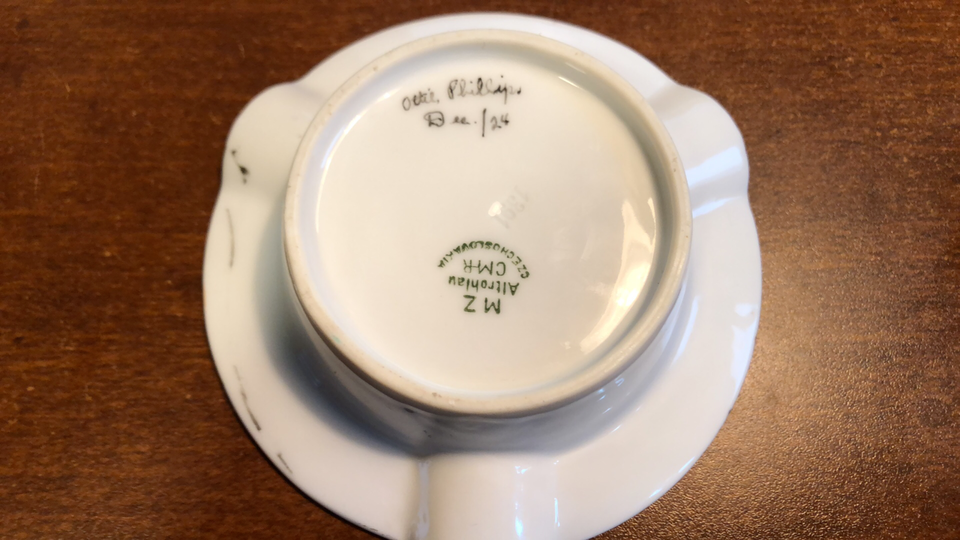 Phillips
Dec./24
MZ
Altrohlau
CMR
CZECHOSLOVAKIA